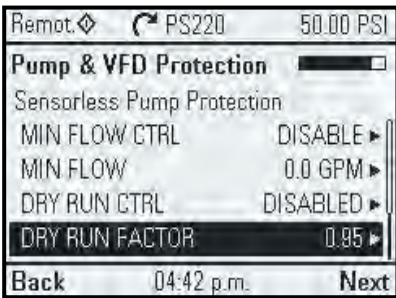 Remot. PS220 50.00 PSI
Pump & VFD Protection
Sensorless Pump Protection
MIN FLOW CTRL DISABLE
MIN FLOW 0.0 GPM
DRY RUN CTRL DISABLED
DRY RUN FACTOR 0.95
Back 04:42 p.m. Next